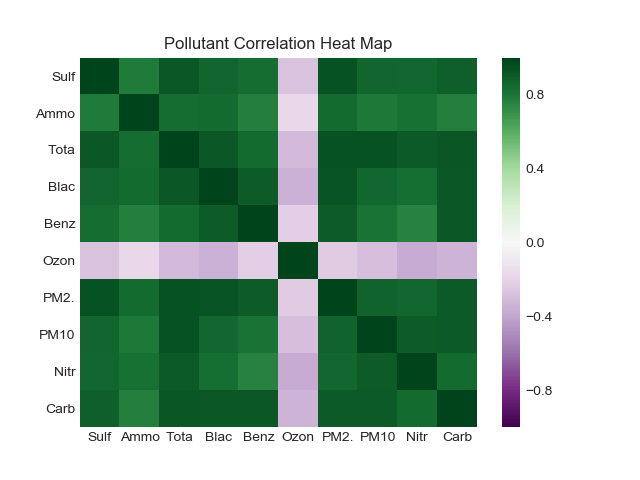 Pollutant Correlation Heat Map
Sulf
Ammo
Tota
Blac
Benz
Ozon
PM2.
PM10
Nitr
Carb
Sulf Ammo Tota Blac Benz Ozon PM2. PM10 Nitr Carb
0.8
0.4
0.0
−0.4
−0.8